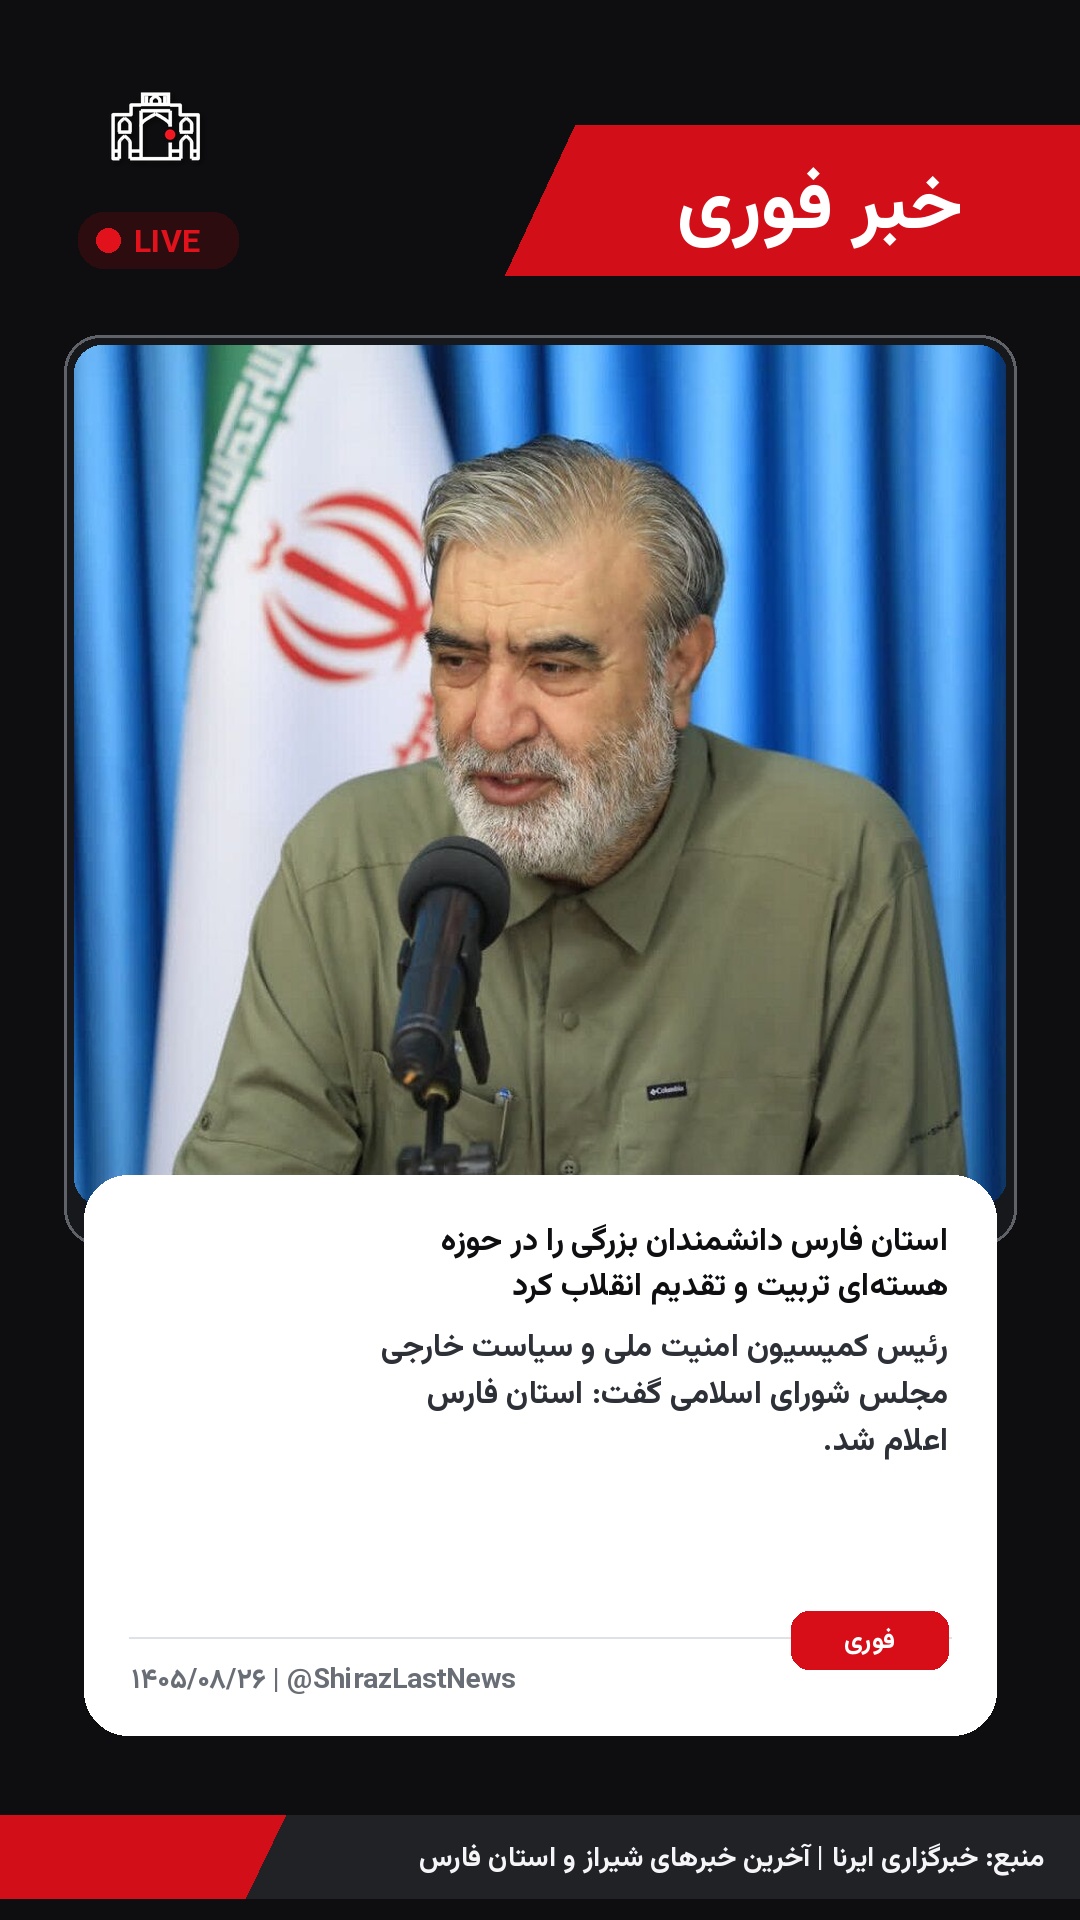 خبر فوری
LIVE
Columbia
استان فارس دانشمندان بزرگی را در حوزه
هسته‌ای تربیت و تقدیم انقلاب کرد
رئیس کمیسیون امنیت ملی و سیاست خارجی
مجلس شورای اسلامی گفت: استان فارس
اعلام شد.
فوری
۱۴۰۵/۰۸/۲۶ | @ShirazLastNews
منبع: خبرگزاری ایرنا | آخرین خبرهای شیراز و استان فارس